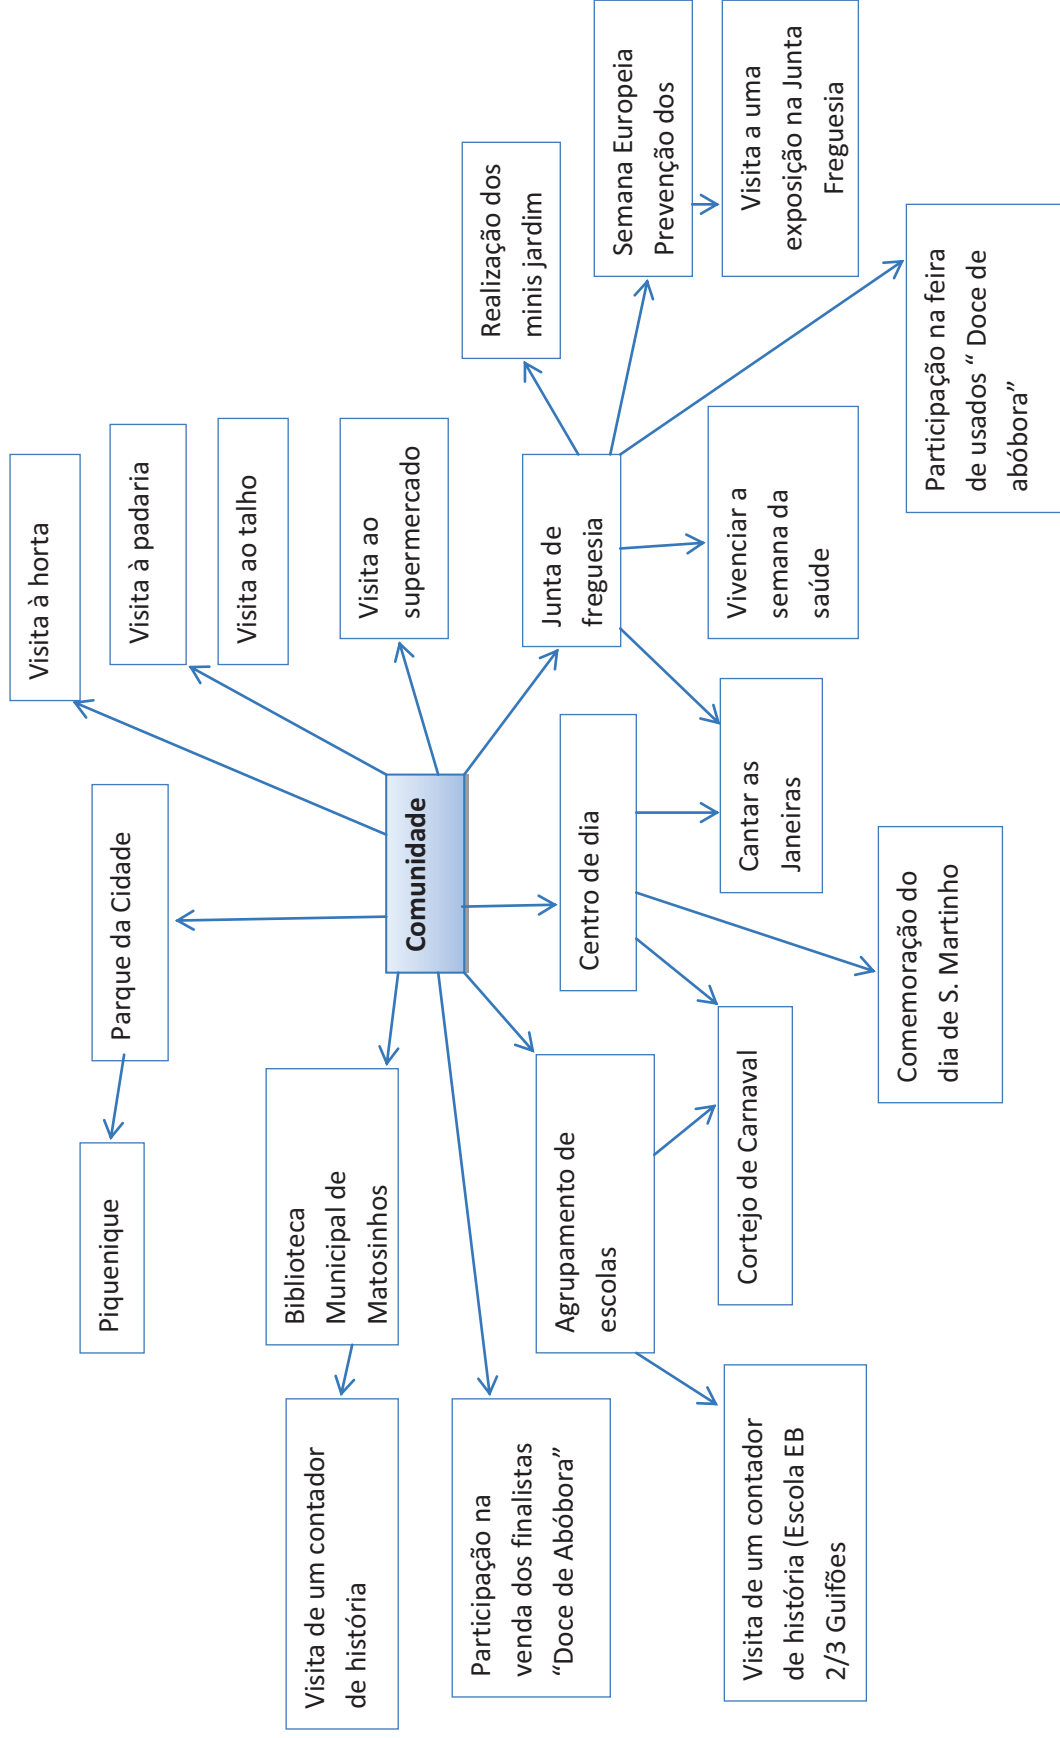 Piquenique
Parque da Cidade
Visita à horta
Visita à padaria
Visita ao talho
Visita ao
supermercado
Biblioteca
Municipal de
Matosinhos
Visita de um contador
de história
Comunidade
Participação na
venda dos finalistas
“Doce de Abóbora”
Agrupamento de
escolas
Centro de dia
Junta de
freguesia
Realização dos
minis jardim
Semana Europeia
Prevenção dos
Visita a uma
exposição na Junta
Freguesia
Visita de um contador
de história (Escola EB
2/3 Guifões
Cortejo de Carnaval
Cantar as
Janeiras
Vivenciar a
semana da
saúde
Comemoração do
dia de S. Martinho
Participação na feira
de usados “ Doce de
abóbora”